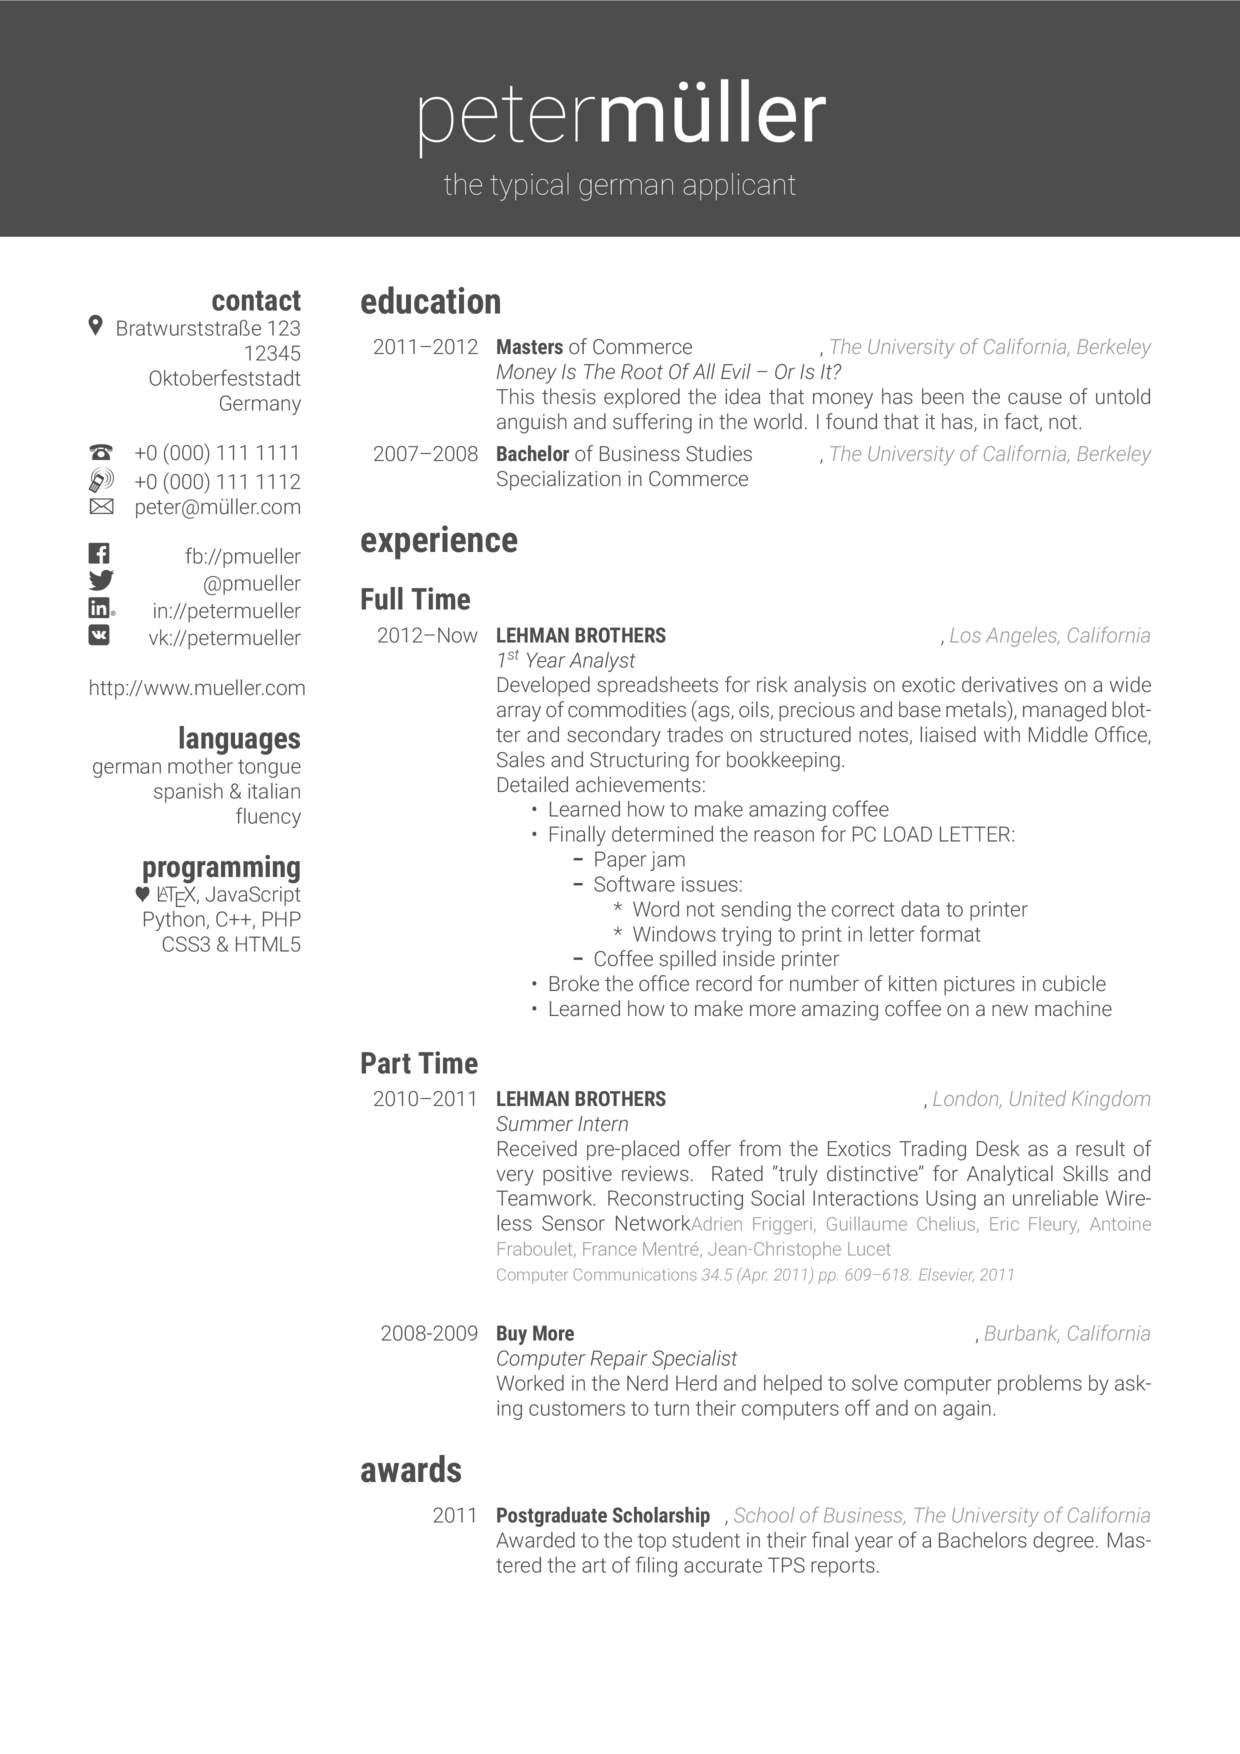 petermüller
the typical german applicant
contact
Bratwurststraße 123
12345
Oktoberfeststadt
Germany
+0 (000) 111 1111
+0 (000) 111 1112
peter@müller.com
fb://pmueller
@pmueller
in://petermueller
vk://petermueller
http://www.mueller.com
languages
german mother tongue
spanish & italian
fluency
programming
♥ LATEX, JavaScript
Python, C++, PHP
CSS3 & HTML5
education
2011–2012 Masters of Commerce , The University of California, Berkeley
Money Is The Root Of All Evil – Or Is It?
This thesis explored the idea that money has been the cause of untold
anguish and suffering in the world. I found that it has, in fact, not.
2007–2008 Bachelor of Business Studies , The University of California, Berkeley
Specialization in Commerce
experience
Full Time
2012–Now LEHMAN BROTHERS , Los Angeles, California
1st Year Analyst
Developed spreadsheets for risk analysis on exotic derivatives on a wide
array of commodities (ags, oils, precious and base metals), managed blot-
ter and secondary trades on structured notes, liaised with Middle Office,
Sales and Structuring for bookkeeping.
Detailed achievements:
• Learned how to make amazing coffee
• Finally determined the reason for PC LOAD LETTER:
– Paper jam
– Software issues:
* Word not sending the correct data to printer
* Windows trying to print in letter format
– Coffee spilled inside printer
• Broke the office record for number of kitten pictures in cubicle
• Learned how to make more amazing coffee on a new machine
Part Time
2010–2011 LEHMAN BROTHERS , London, United Kingdom
Summer Intern
Received pre-placed offer from the Exotics Trading Desk as a result of
very positive reviews. Rated ”truly distinctive” for Analytical Skills and
Teamwork. Reconstructing Social Interactions Using an unreliable Wire-
less Sensor NetworkAdrien Friggeri, Guillaume Chelius, Eric Fleury, Antoine
Fraboulet, France Mentré, Jean-Christophe Lucet
Computer Communications 34.5 (Apr. 2011) pp. 609–618. Elsevier, 2011
2008-2009 Buy More , Burbank, California
Computer Repair Specialist
Worked in the Nerd Herd and helped to solve computer problems by ask-
ing customers to turn their computers off and on again.
awards
2011 Postgraduate Scholarship , School of Business, The University of California
Awarded to the top student in their final year of a Bachelors degree. Mas-
tered the art of filing accurate TPS reports.